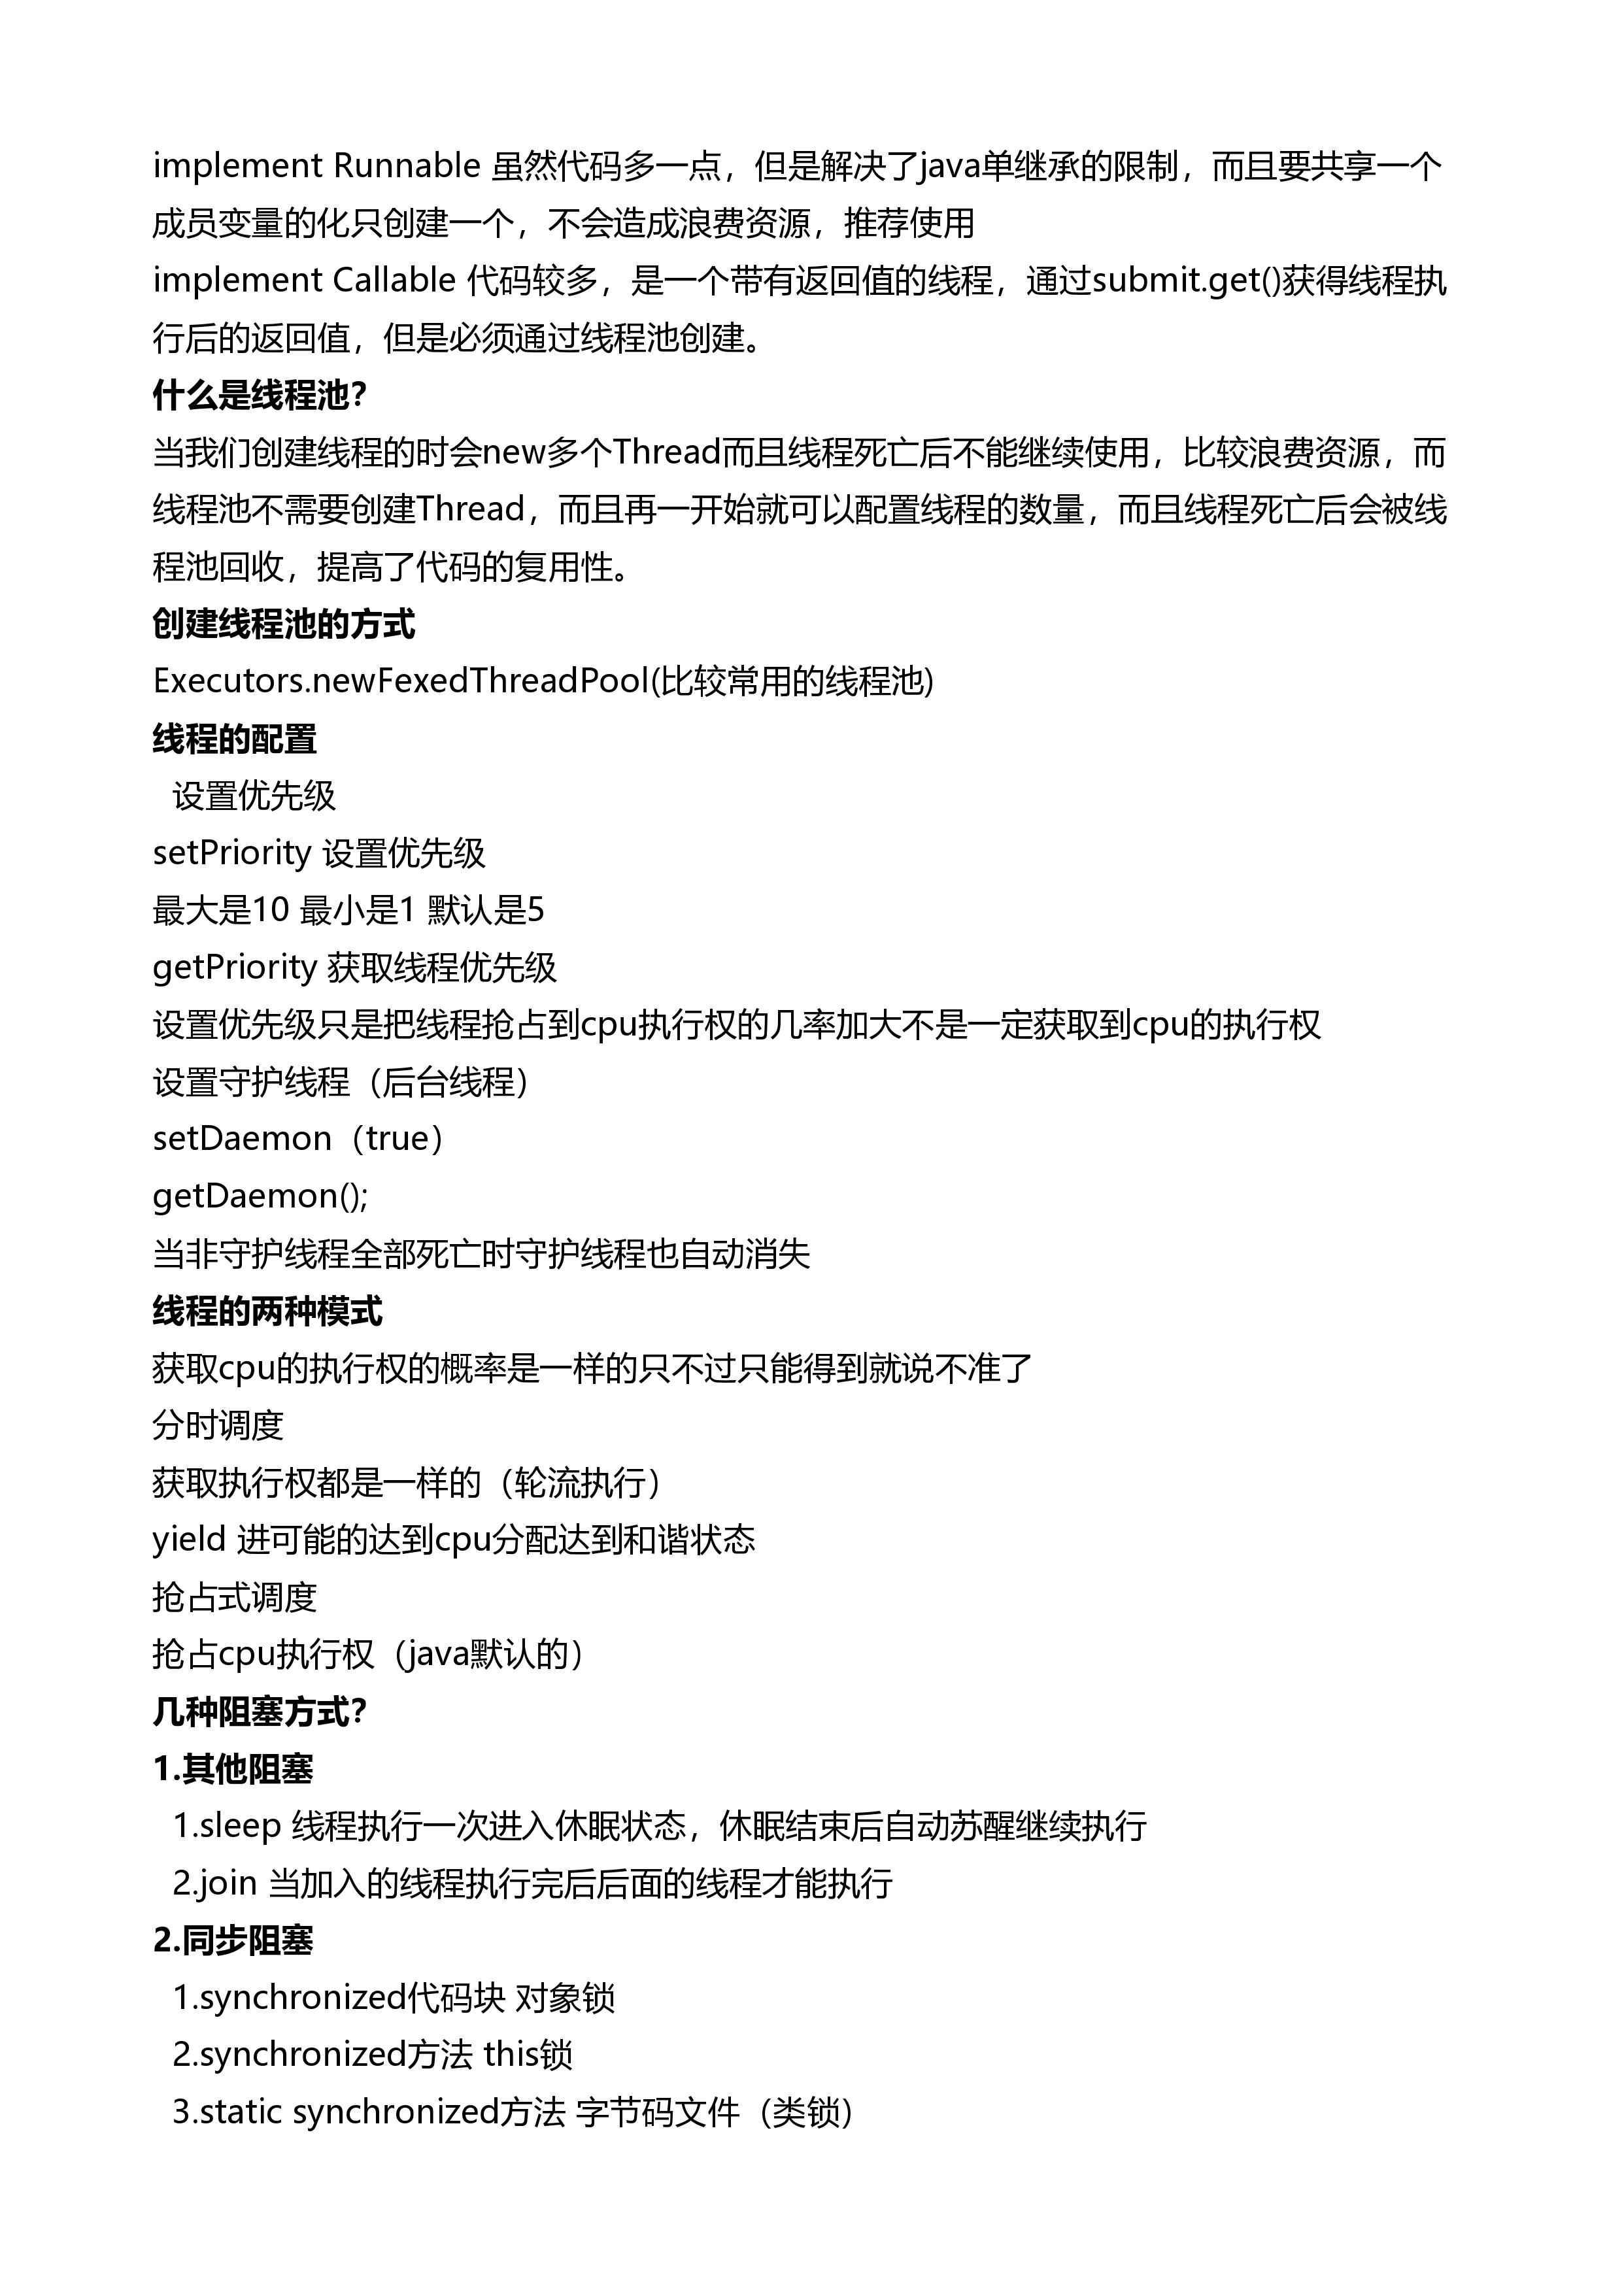 implement Runnable 虽然代码多一点，但是解决了java单继承的限制，而且要共享一个
成员变量的化只创建一个，不会造成浪费资源，推荐使用
implement Callable 代码较多，是一个带有返回值的线程，通过submit.get()获得线程执
行后的返回值，但是必须通过线程池创建。
什么是线程池？
当我们创建线程的时会new多个Thread而且线程死亡后不能继续使用，比较浪费资源，而
线程池不需要创建Thread，而且再一开始就可以配置线程的数量，而且线程死亡后会被线
程池回收，提高了代码的复用性。
创建线程池的方式
Executors.newFexedThreadPool(比较常用的线程池)
线程的配置
设置优先级
setPriority 设置优先级
最大是10 最小是1 默认是5
getPriority 获取线程优先级
设置优先级只是把线程抢占到cpu执行权的几率加大不是一定获取到cpu的执行权
设置守护线程（后台线程）
setDaemon（true）
getDaemon();
当非守护线程全部死亡时守护线程也自动消失
线程的两种模式
获取cpu的执行权的概率是一样的只不过只能得到就说不准了
分时调度
获取执行权都是一样的（轮流执行）
yield 进可能的达到cpu分配达到和谐状态
抢占式调度
抢占cpu执行权（java默认的）
几种阻塞方式？
1.其他阻塞
1.sleep 线程执行一次进入休眠状态，休眠结束后自动苏醒继续执行
2.join 当加入的线程执行完后后面的线程才能执行
2.同步阻塞
1.synchronized代码块 对象锁
2.synchronized方法 this锁
3.static synchronized方法 字节码文件（类锁）